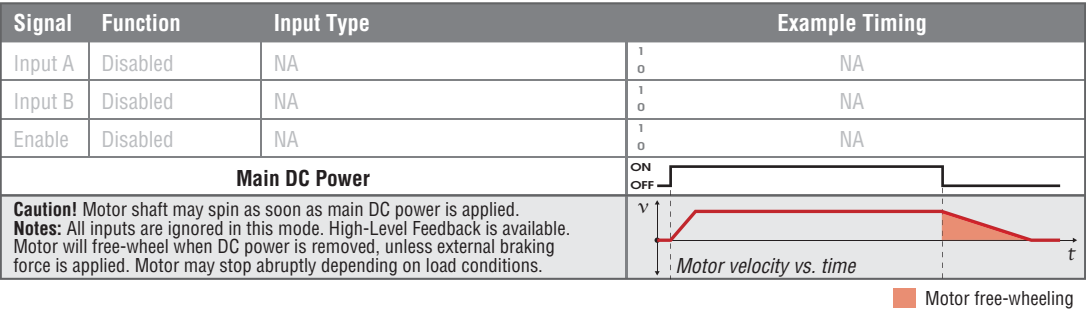 Signal Function Input Type Example Timing
Input A Disabled NA 1 0 NA
Input B Disabled NA 1 0 NA
Enable Disabled NA 1 0 NA
Main DC Power ON OFF
Caution! Motor shaft may spin as soon as main DC power is applied.
Notes: All inputs are ignored in this mode. High-Level Feedback is available.
Motor will free-wheel when DC power is removed, unless external braking
force is applied. Motor may stop abruptly depending on load conditions.
v
t
Motor velocity vs. time
Motor free-wheeling